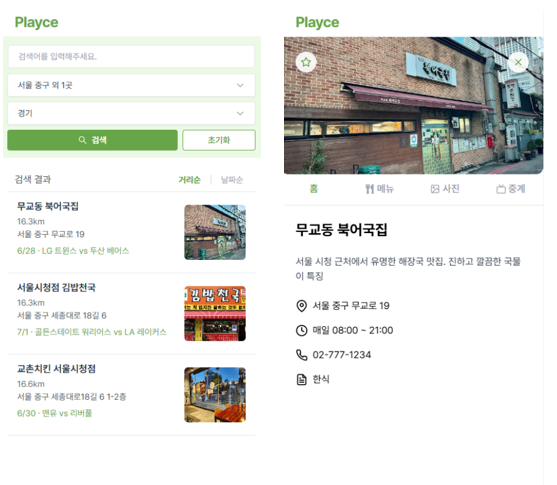 Playce
검색어를 입력해주세요.
서울 중구 외 1곳
경기
검색
초기화
검색 결과
거리순 | 날짜순
무교동 북어국집
16.3km
서울 중구 무교로 19
6/28 · LG 트윈스 vs 두산 베어스
서울시청점 김밥천국
16.6km
서울 중구 세종대로 18길 6
7/1 · 골든스테이트 워리어스 vs LA 레이커스
김밥천국
교촌치킨 서울시청점
16.6km
서울 중구 세종대로18길 6 1-2층
6/30 · 맨유 vs 리버풀
Playce
북어국집
홈
메뉴
사진
중계
무교동 북어국집
서울 시청 근처에서 유명한 해장국 맛집. 진하고 깔끔한 국물
이 특징
서울 중구 무교로 19
매일 08:00 ~ 21:00
02-777-1234
한식